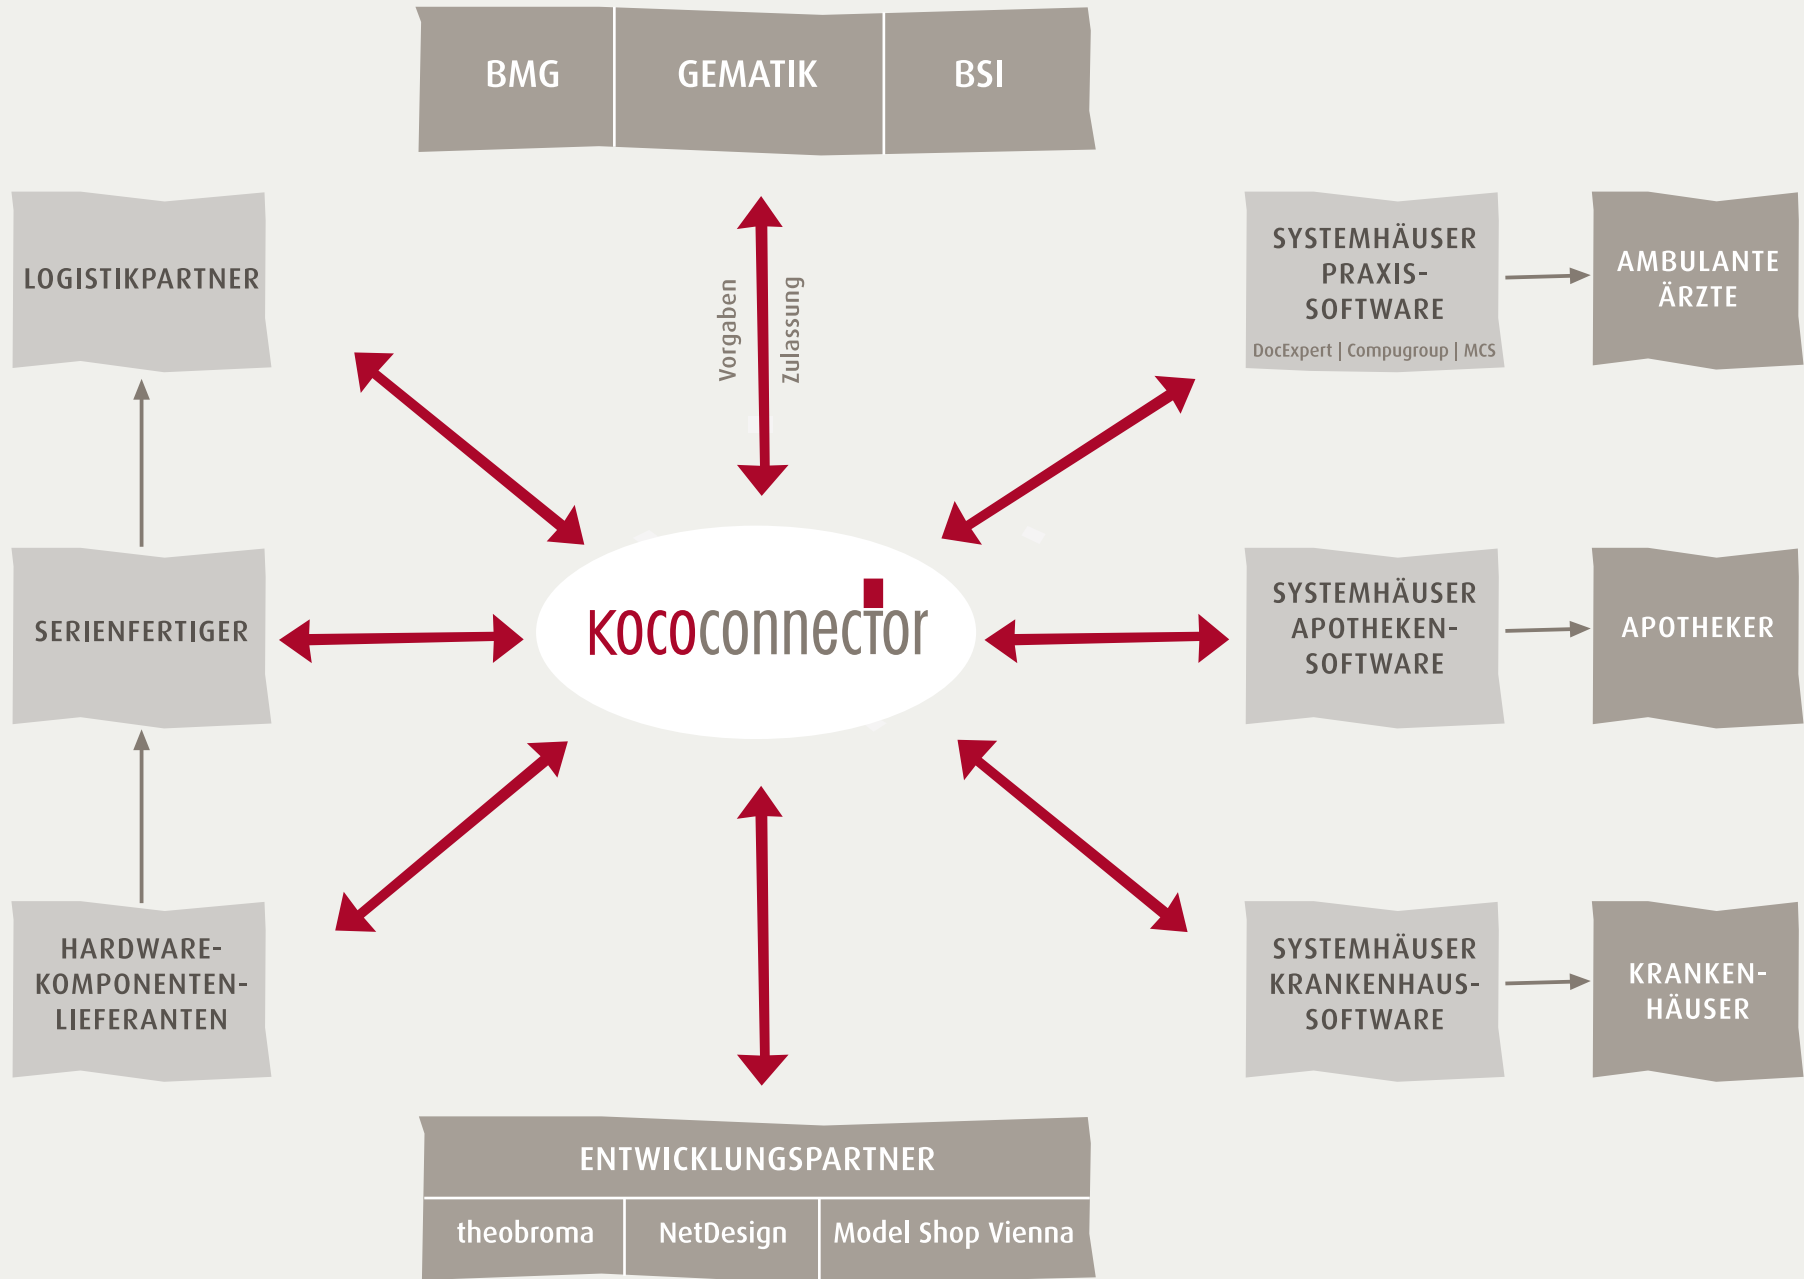 BMG
GEMATIK
BSI
LOGISTIKPARTNER
Vorgaben
Zulassung
SYSTEMHÄUSER
PRAXIS-
SOFTWARE
DocExpert | Compugroup | MCS
AMBULANTE
ÄRZTE
SERIENFERTIGER
KOCOCONNECTOR
SYSTEMHÄUSER
APOTHEKEN-
SOFTWARE
APOTHEKER
HARDWARE-
KOMPONENTEN-
LIEFERANTEN
SYSTEMHÄUSER
KRANKENHAUS-
SOFTWARE
KRANKEN-
HÄUSER
ENTWICKLUNGSPARTNER
theobroma
NetDesign
Model Shop Vienna